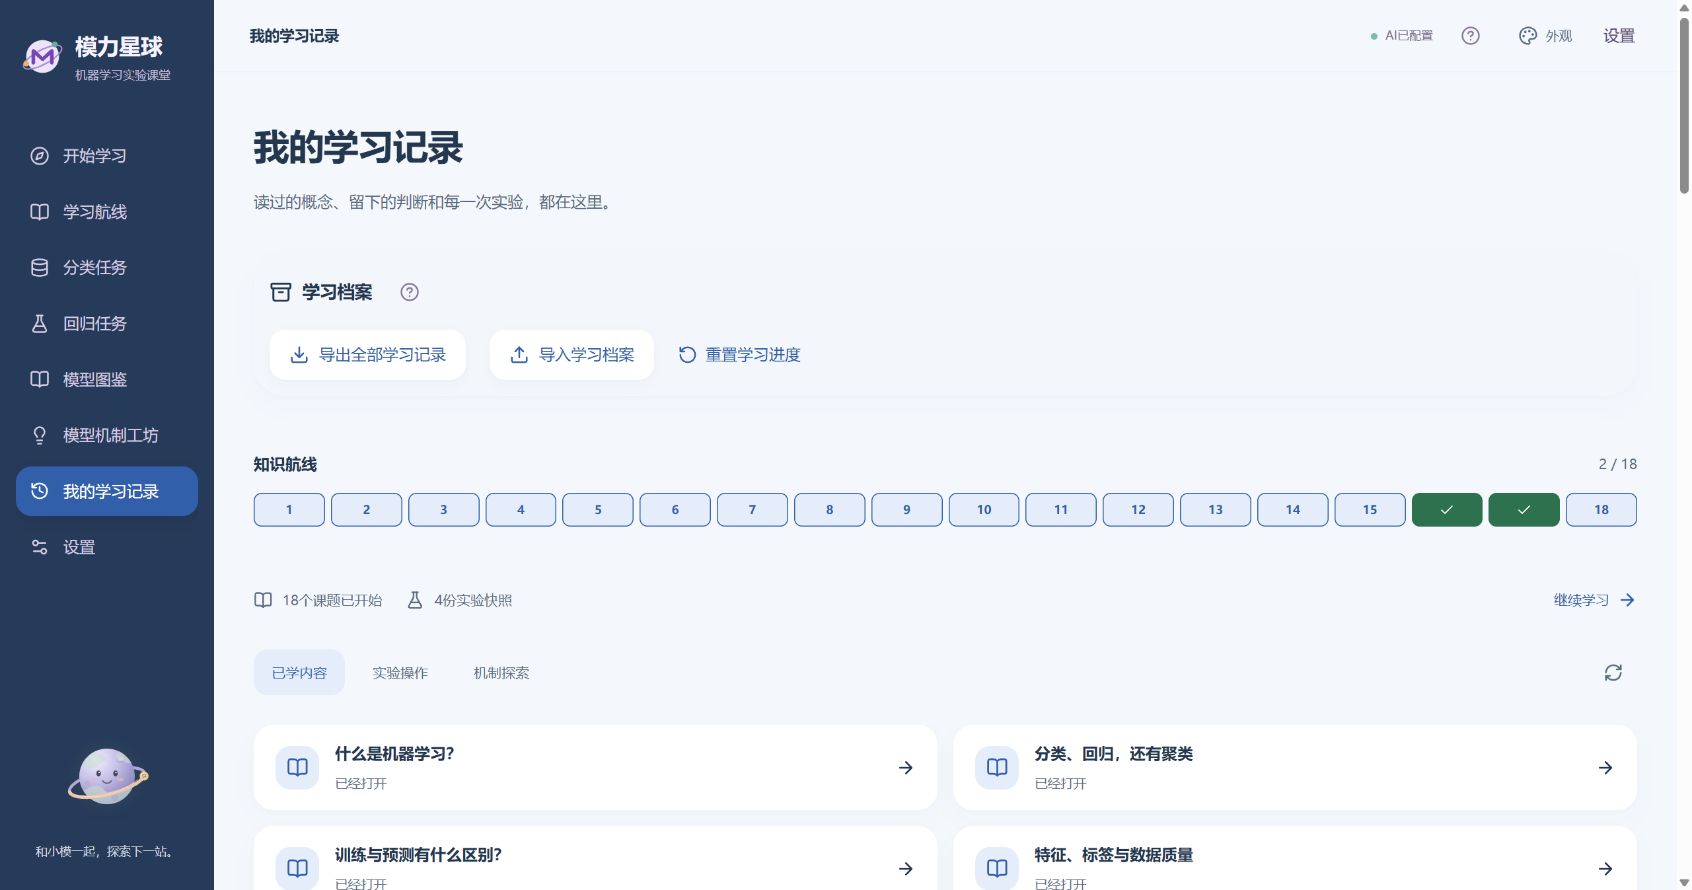 模力星球
机器学习实验课堂
开始学习
学习航线
分类任务
回归任务
模型图鉴
模型机制工坊
我的学习记录
设置
和小模一起，探索下一站。
我的学习记录
AI已配置
外观
设置
我的学习记录
读过的概念、留下的判断和每一次实验，都在这里。
学习档案
导出全部学习记录
导入学习档案
重置学习进度
知识航线
2 / 18
1 2 3 4 5 6 7 8 9 10 11 12 13 14 15 18
18个课题已开始
4份实验快照
继续学习
已学内容
实验操作
机制探索
什么是机器学习？
已经打开
分类、回归，还有聚类
已经打开
训练与预测有什么区别？
已经打开
特征、标签与数据质量
已经打开